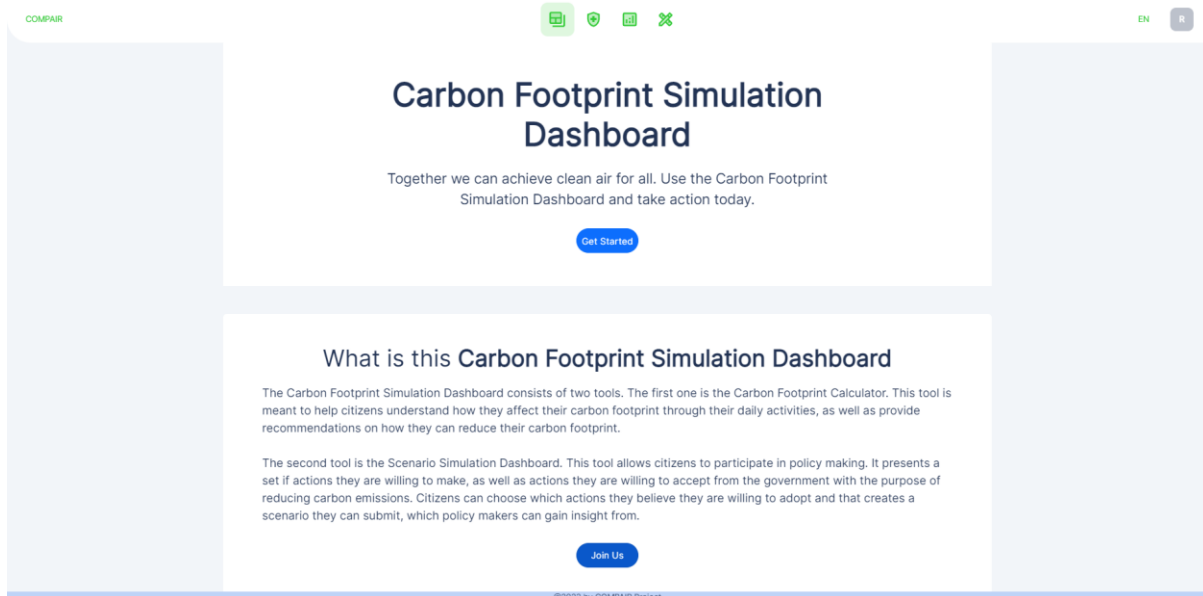 COMPAIR
EN
R
Carbon Footprint Simulation
Dashboard
Together we can achieve clean air for all. Use the Carbon Footprint
Simulation Dashboard and take action today.
Get Started
What is this Carbon Footprint Simulation Dashboard
The Carbon Footprint Simulation Dashboard consists of two tools. The first one is the Carbon Footprint Calculator. This tool is
meant to help citizens understand how they affect their carbon footprint through their daily activities, as well as provide
recommendations on how they can reduce their carbon footprint.
The second tool is the Scenario Simulation Dashboard. This tool allows citizens to participate in policy making. It presents a
set if actions they are willing to make, as well as actions they are willing to accept from the government with the purpose of
reducing carbon emissions. Citizens can choose which actions they believe they are willing to adopt and that creates a
scenario they can submit, which policy makers can gain insight from.
Join Us